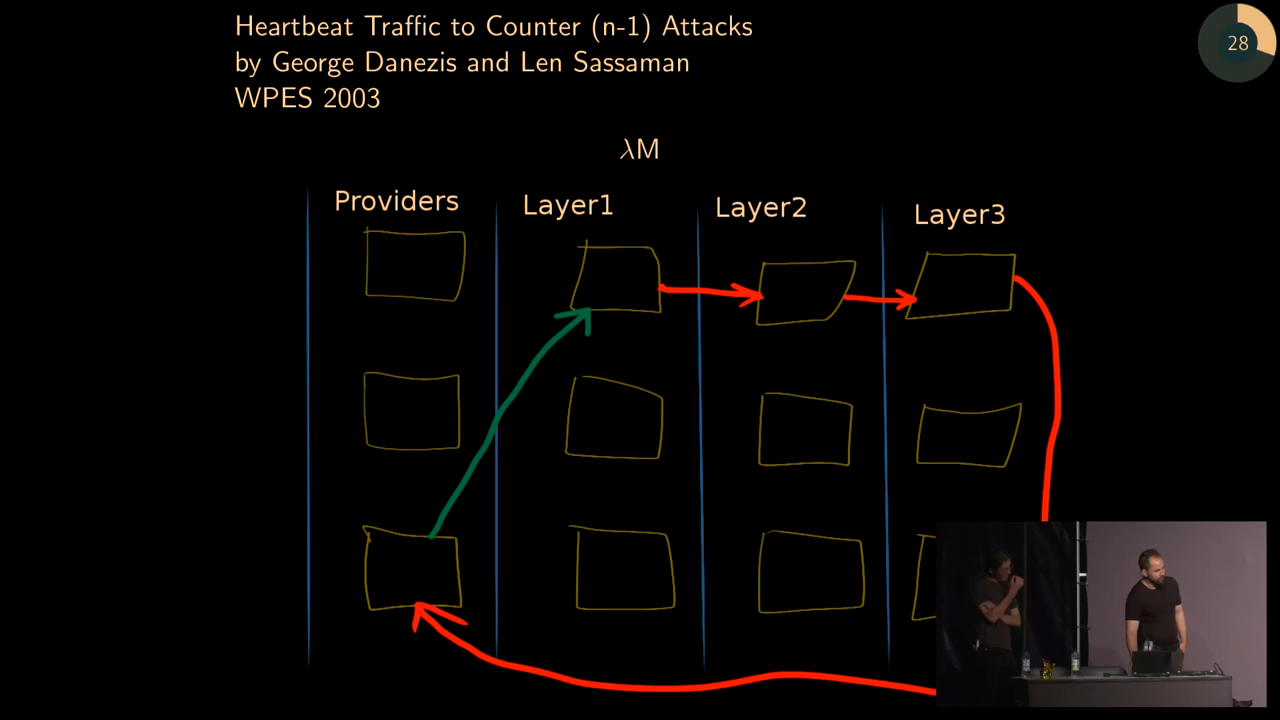 Heartbeat Traffic to Counter (n-1) Attacks
by George Danezis and Len Sassaman
WPES 2003
28
λM
Providers
Layer1
Layer2
Layer3